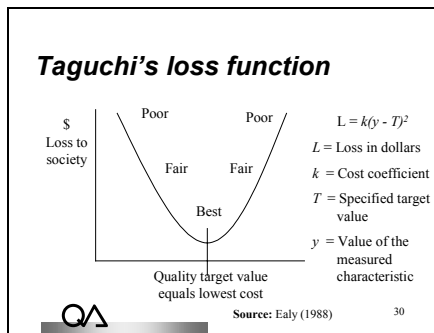 Taguchi's loss function
$
Loss to
society
Poor
Poor
Fair
Fair
Best
Quality target value
equals lowest cost
L = k(y - T)²
L = Loss in dollars
k = Cost coefficient
T = Specified target
value
y = Value of the
measured
characteristic
QA
Source: Ealy (1988)
30